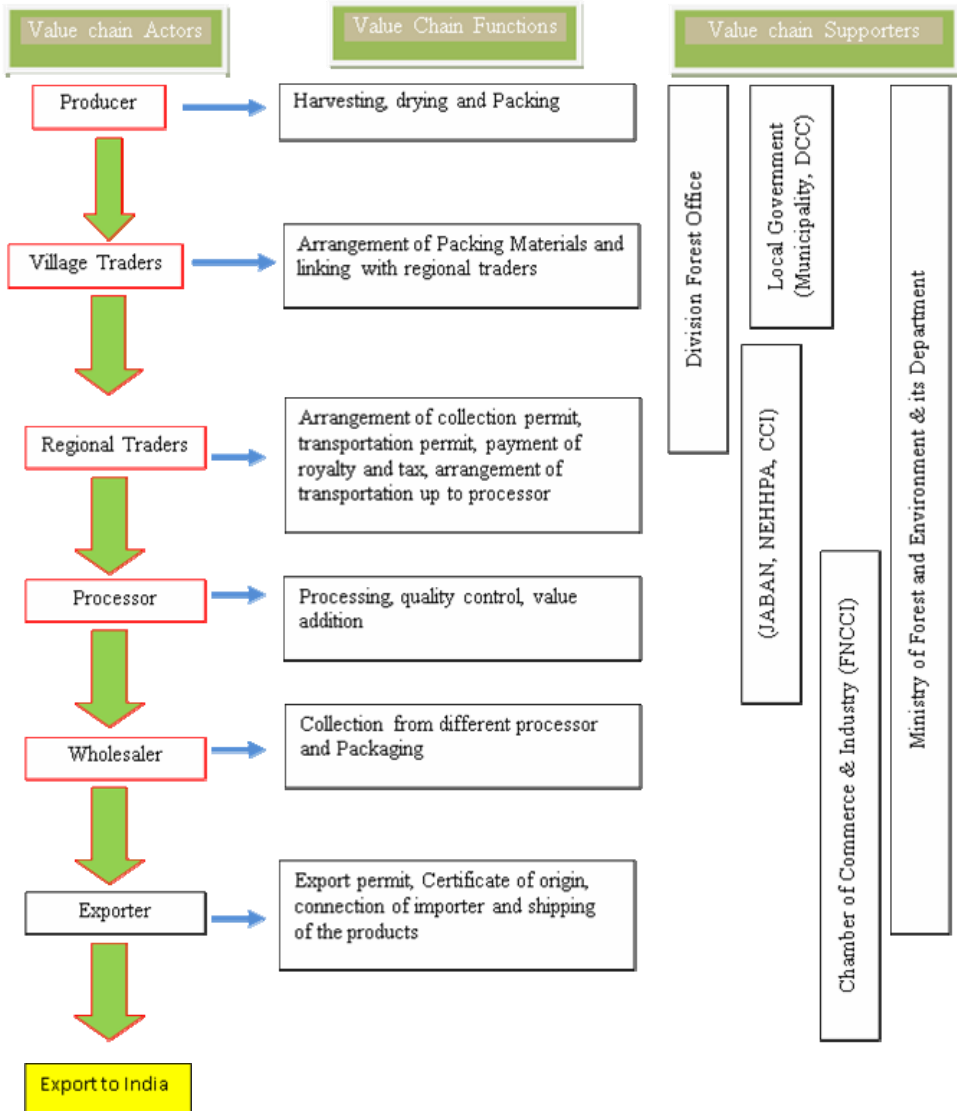 Value chain Actors
Value Chain Functions
Value chain Supporters
Producer
Harvesting, drying and Packing
Village Traders
Arrangement of Packing Materials and
linking with regional traders
Regional Traders
Arrangement of collection permit,
transportation permit, payment of
royalty and tax, arrangement of
transportation up to processor
Processor
Processing, quality control, value
addition
Wholesaler
Collection from different processor
and Packaging
Exporter
Export permit, Certificate of origin,
connection of importer and shipping
of the products
Export to India
Division Forest Office
Local Government
(Municipality, DCC)
(JABAN, NEHHPA, CCI)
Chamber of Commerce & Industry (FNCCI)
Ministry of Forest and Environment & its Department